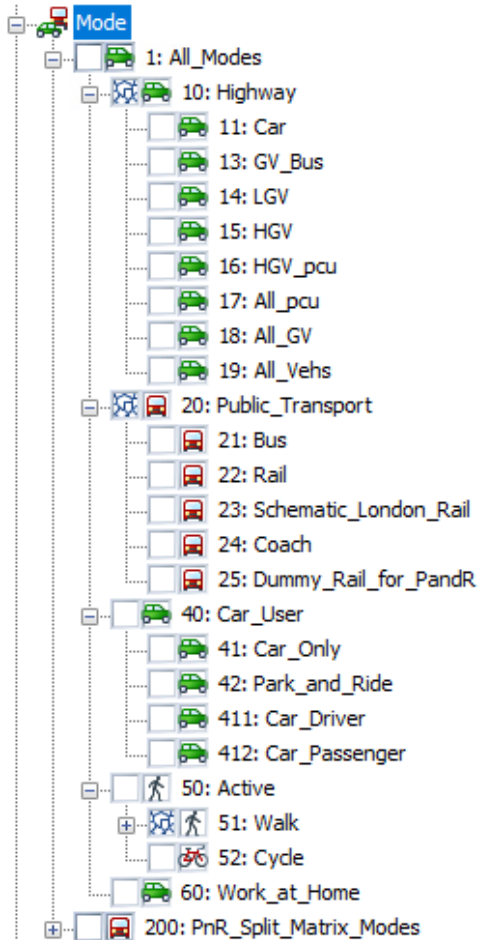 Mode
1: All_Modes
10: Highway
11: Car
13: GV_Bus
14: LGV
15: HGV
16: HGV_pcu
17: All_pcu
18: All_GV
19: All_Vehs
20: Public_Transport
21: Bus
22: Rail
23: Schematic_London_Rail
24: Coach
25: Dummy_Rail_for_PandR
40: Car_User
41: Car_Only
42: Park_and_Ride
411: Car_Driver
412: Car_Passenger
50: Active
51: Walk
52: Cycle
60: Work_at_Home
200: PnR_Split_Matrix_Modes